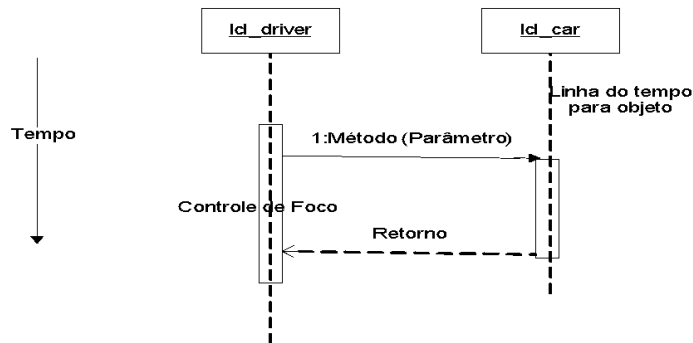 Id_driver
Id_car
Linha do tempo
para objeto
Tempo
1:Método (Parâmetro)
Controle de Foco
Retorno